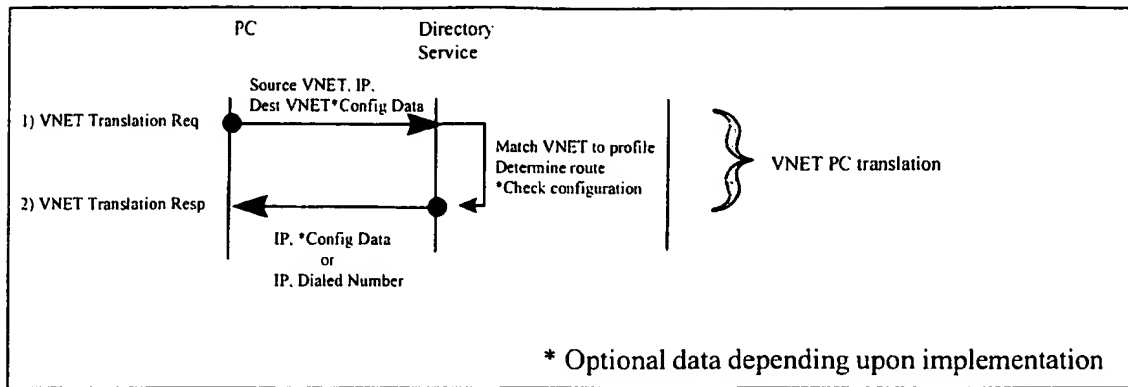 PC
Directory
Service
Source VNET, IP,
Dest VNET*Config Data
1) VNET Translation Req
Match VNET to profile
Determine route
*Check configuration
VNET PC translation
2) VNET Translation Resp
IP, *Config Data
or
IP, Dialed Number
* Optional data depending upon implementation